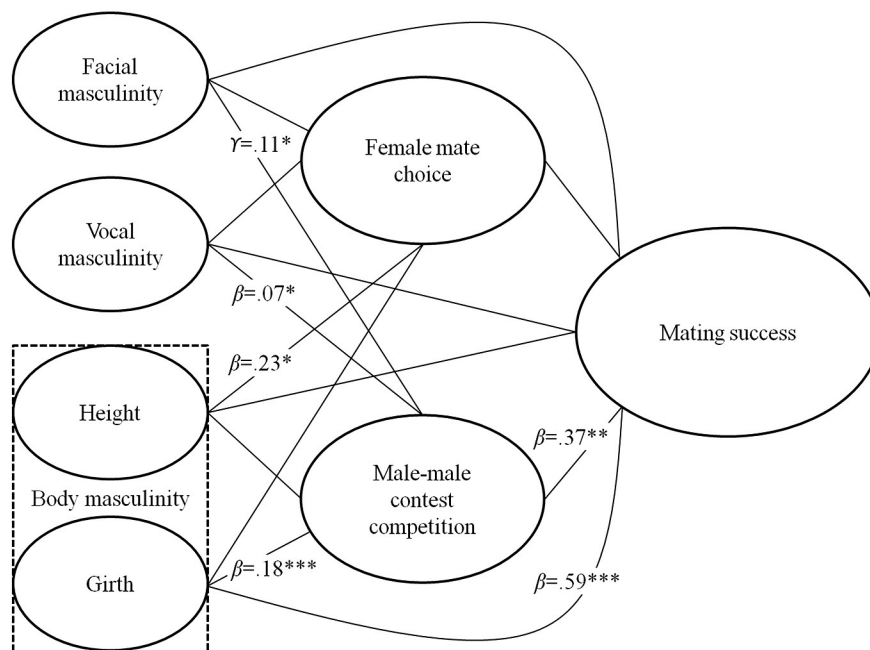 Facial
masculinity
ϒ=.11*
Female mate
choice
Vocal
masculinity
β=.07*
Mating success
β=.23*
Height
β=.37**
Male-male
contest
competition
Body masculinity
β=.18***
Girth
β=.59***